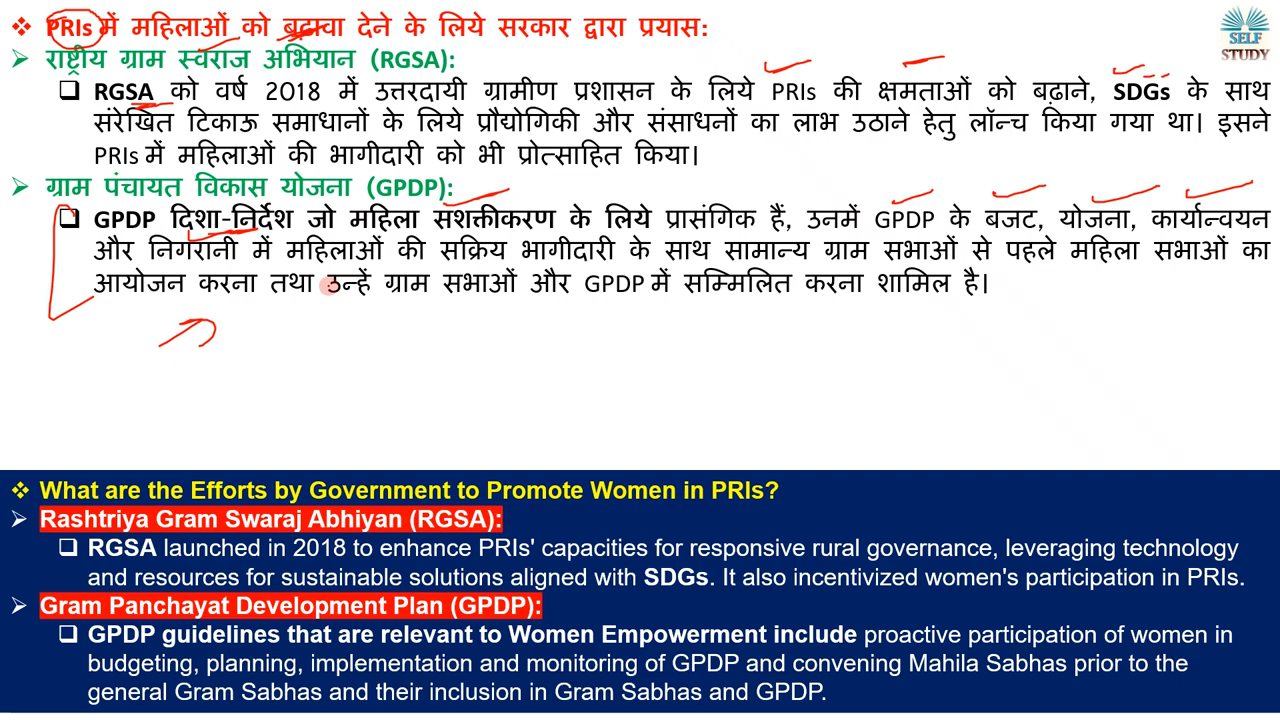 ❖ PRIs में महिलाओं को बढ़ावा देने के लिये सरकार द्वारा प्रयास:
SELF
STUDY
➢ राष्ट्रीय ग्राम स्वराज अभियान (RGSA):
❑ RGSA को वर्ष 2018 में उत्तरदायी ग्रामीण प्रशासन के लिये PRIs की क्षमताओं को बढ़ाने, SDGs के साथ
संरेखित टिकाऊ समाधानों के लिये प्रौद्योगिकी और संसाधनों का लाभ उठाने हेतु लॉन्च किया गया था। इसने
PRIs में महिलाओं की भागीदारी को भी प्रोत्साहित किया।
➢ ग्राम पंचायत विकास योजना (GPDP):
❑ GPDP दिशा-निर्देश जो महिला सशक्तीकरण के लिये प्रासंगिक हैं, उनमें GPDP के बजट, योजना, कार्यान्वयन
और निगरानी में महिलाओं की सक्रिय भागीदारी के साथ सामान्य ग्राम सभाओं से पहले महिला सभाओं का
आयोजन करना तथा उन्हें ग्राम सभाओं और GPDP में सम्मिलित करना शामिल है।
❖ What are the Efforts by Government to Promote Women in PRIs?
➢ Rashtriya Gram Swaraj Abhiyan (RGSA):
❑ RGSA launched in 2018 to enhance PRIs' capacities for responsive rural governance, leveraging technology
and resources for sustainable solutions aligned with SDGs. It also incentivized women's participation in PRIs.
➢ Gram Panchayat Development Plan (GPDP):
❑ GPDP guidelines that are relevant to Women Empowerment include proactive participation of women in
budgeting, planning, implementation and monitoring of GPDP and convening Mahila Sabhas prior to the
general Gram Sabhas and their inclusion in Gram Sabhas and GPDP.